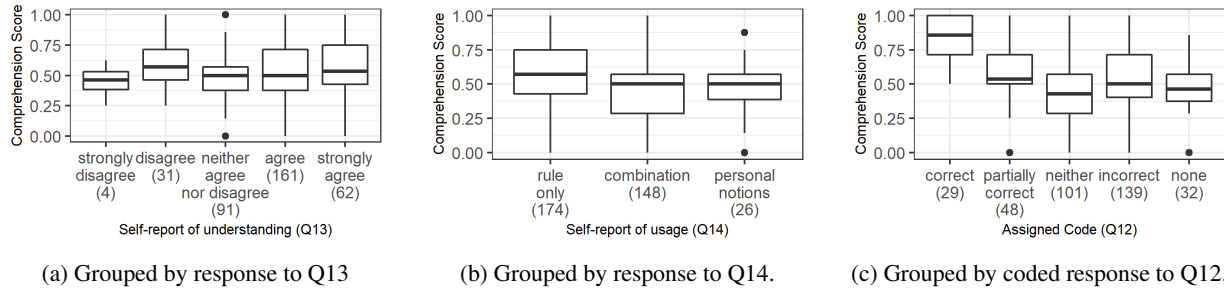 Comprehension Score
1.00
0.75
0.50
0.25
0.00
strongly disagree neither agree strongly
disagree (31) agree (161) agree
(4) nor disagree (62)
(91)
Self-report of understanding (Q13)
(a) Grouped by response to Q13
Comprehension Score
1.00
0.75
0.50
0.25
0.00
rule combination personal
only (148) notions
(174) (26)
Self-report of usage (Q14)
(b) Grouped by response to Q14.
Comprehension Score
1.00
0.75
0.50
0.25
0.00
correct partially neither incorrect none
(29) correct (101) (139) (32)
(48)
Assigned Code (Q12)
(c) Grouped by coded response to Q12.